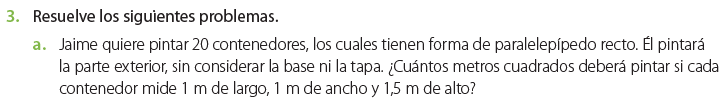 3. Resuelve los siguientes problemas.
a. Jaime quiere pintar 20 contenedores, los cuales tienen forma de paralelepípedo recto. Él pintará
la parte exterior, sin considerar la base ni la tapa. ¿Cuántos metros cuadrados deberá pintar si cada
contenedor mide 1 m de largo, 1 m de ancho y 1,5 m de alto?